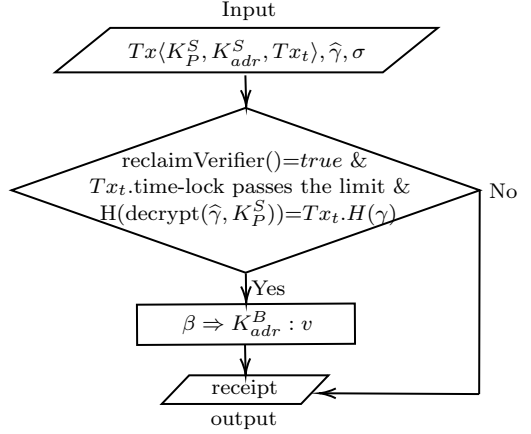 Input
Tx⟨K_P^S, K_adr^S, Tx_t⟩, γ̂, σ
reclaimVerifier()=true &
Tx_t.time-lock passes the limit &
H(decrypt(γ̂, K_P^S))=Tx_t.H(γ)
No
Yes
β ⇒ K_adr^B : v
receipt
output